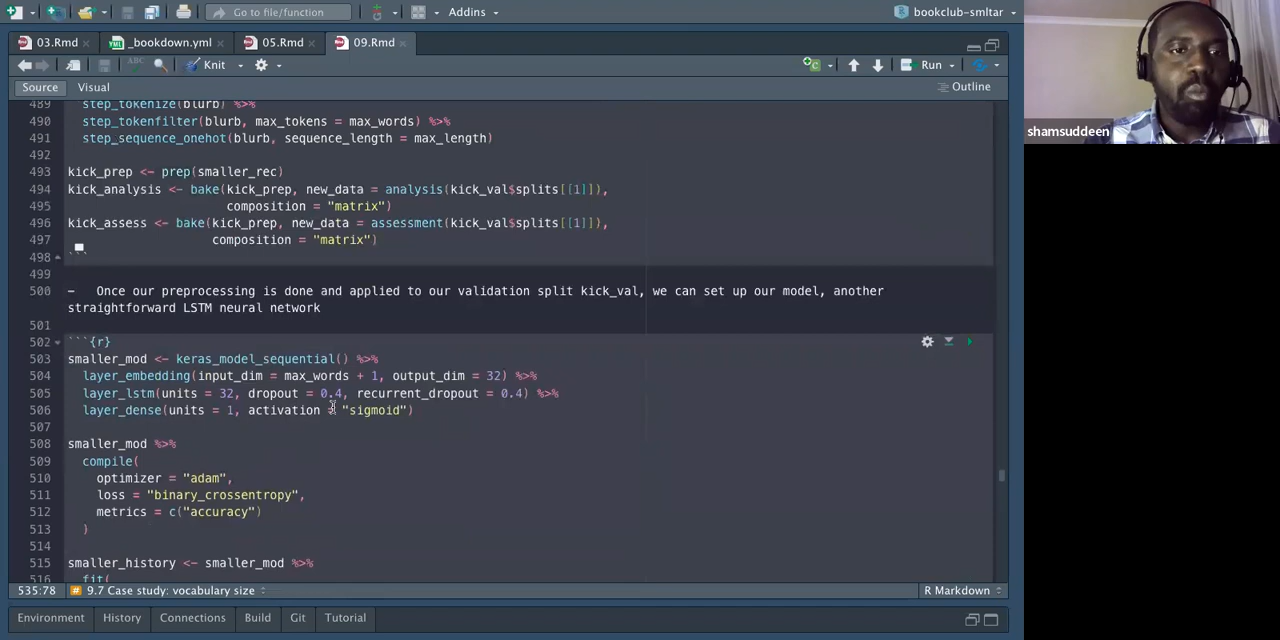 Go to file/function
Addins
bookclub-smltar
03.Rmd
_bookdown.yml
05.Rmd
09.Rmd
ABC
Knit
Run
Source
Visual
Outline
489 step_tokenize(blurb) %>%
490 step_tokenfilter(blurb, max_tokens = max_words) %>%
491 step_sequence_onehot(blurb, sequence_length = max_length)
492
493 kick_prep <- prep(smaller_rec)
494 kick_analysis <- bake(kick_prep, new_data = analysis(kick_val$splits[[1]]),
495 composition = "matrix")
496 kick_assess <- bake(kick_prep, new_data = assessment(kick_val$splits[[1]]),
497 composition = "matrix")
498 ```
499
500 - Once our preprocessing is done and applied to our validation split kick_val, we can set up our model, another
straightforward LSTM neural network
501
502 ```{r}
503 smaller_mod <- keras_model_sequential() %>%
504 layer_embedding(input_dim = max_words + 1, output_dim = 32) %>%
505 layer_lstm(units = 32, dropout = 0.4, recurrent_dropout = 0.4) %>%
506 layer_dense(units = 1, activation = "sigmoid")
507
508 smaller_mod %>%
509 compile(
510 optimizer = "adam",
511 loss = "binary_crossentropy",
512 metrics = c("accuracy")
513 )
514
515 smaller_history <- smaller_mod %>%
516 fit(
535:78
# 9.7 Case study: vocabulary size
R Markdown
Environment
History
Connections
Build
Git
Tutorial
shamsuddeen